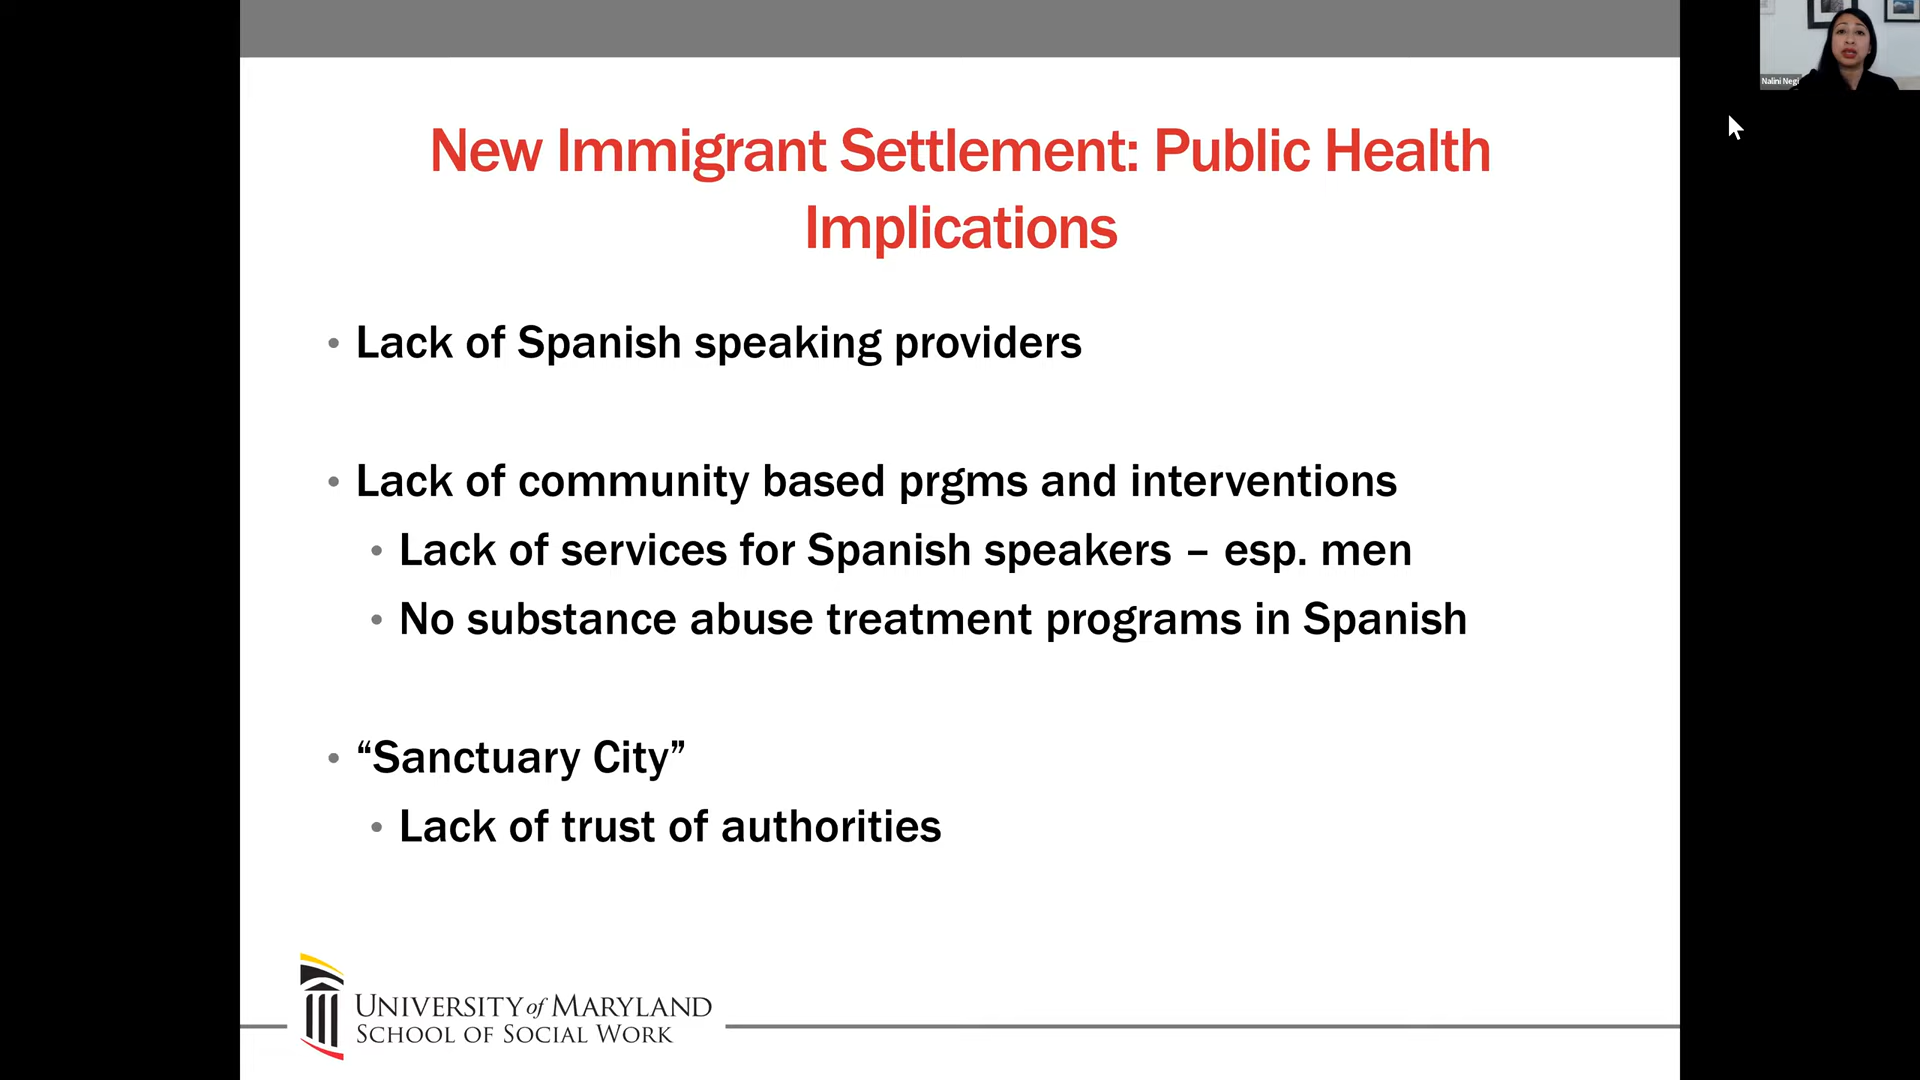 Nalini Negi
New Immigrant Settlement: Public Health
Implications
• Lack of Spanish speaking providers
• Lack of community based prgms and interventions
• Lack of services for Spanish speakers – esp. men
• No substance abuse treatment programs in Spanish
• “Sanctuary City”
• Lack of trust of authorities
UNIVERSITY of MARYLAND
SCHOOL OF SOCIAL WORK